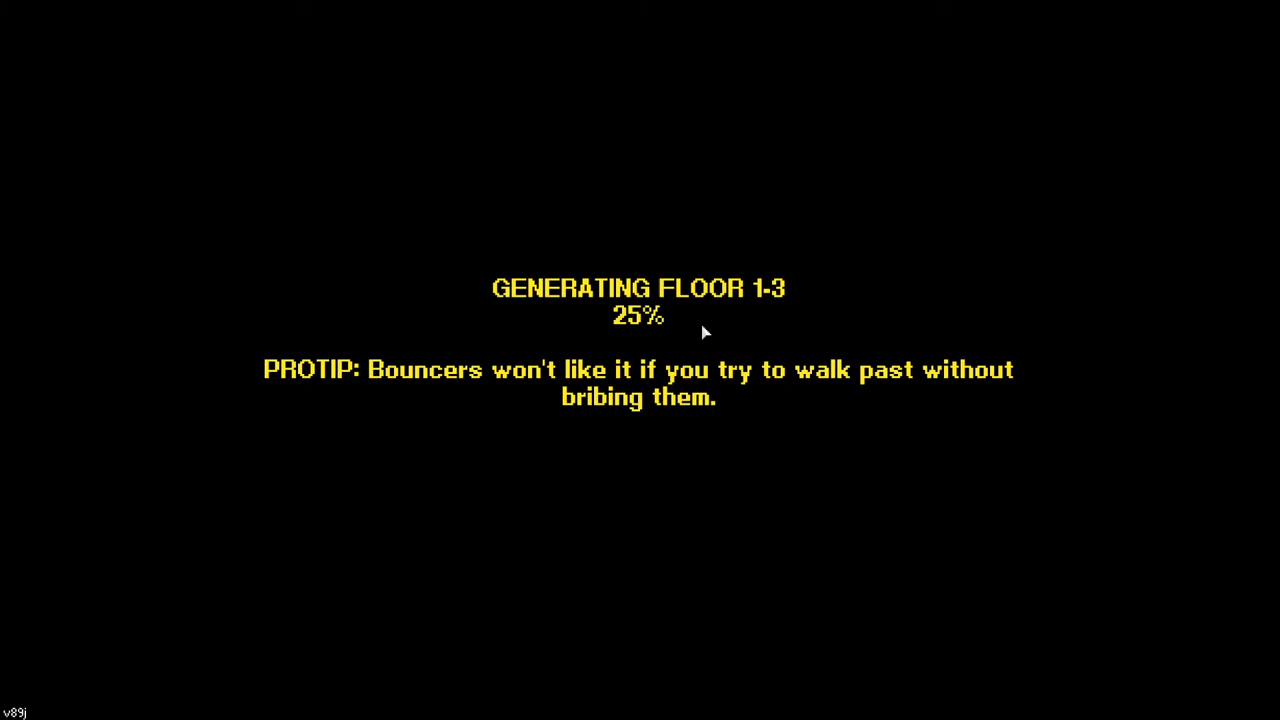 GENERATING FLOOR 1-3
25%
PROTIP: Bouncers won't like it if you try to walk past without
bribing them.
v89j